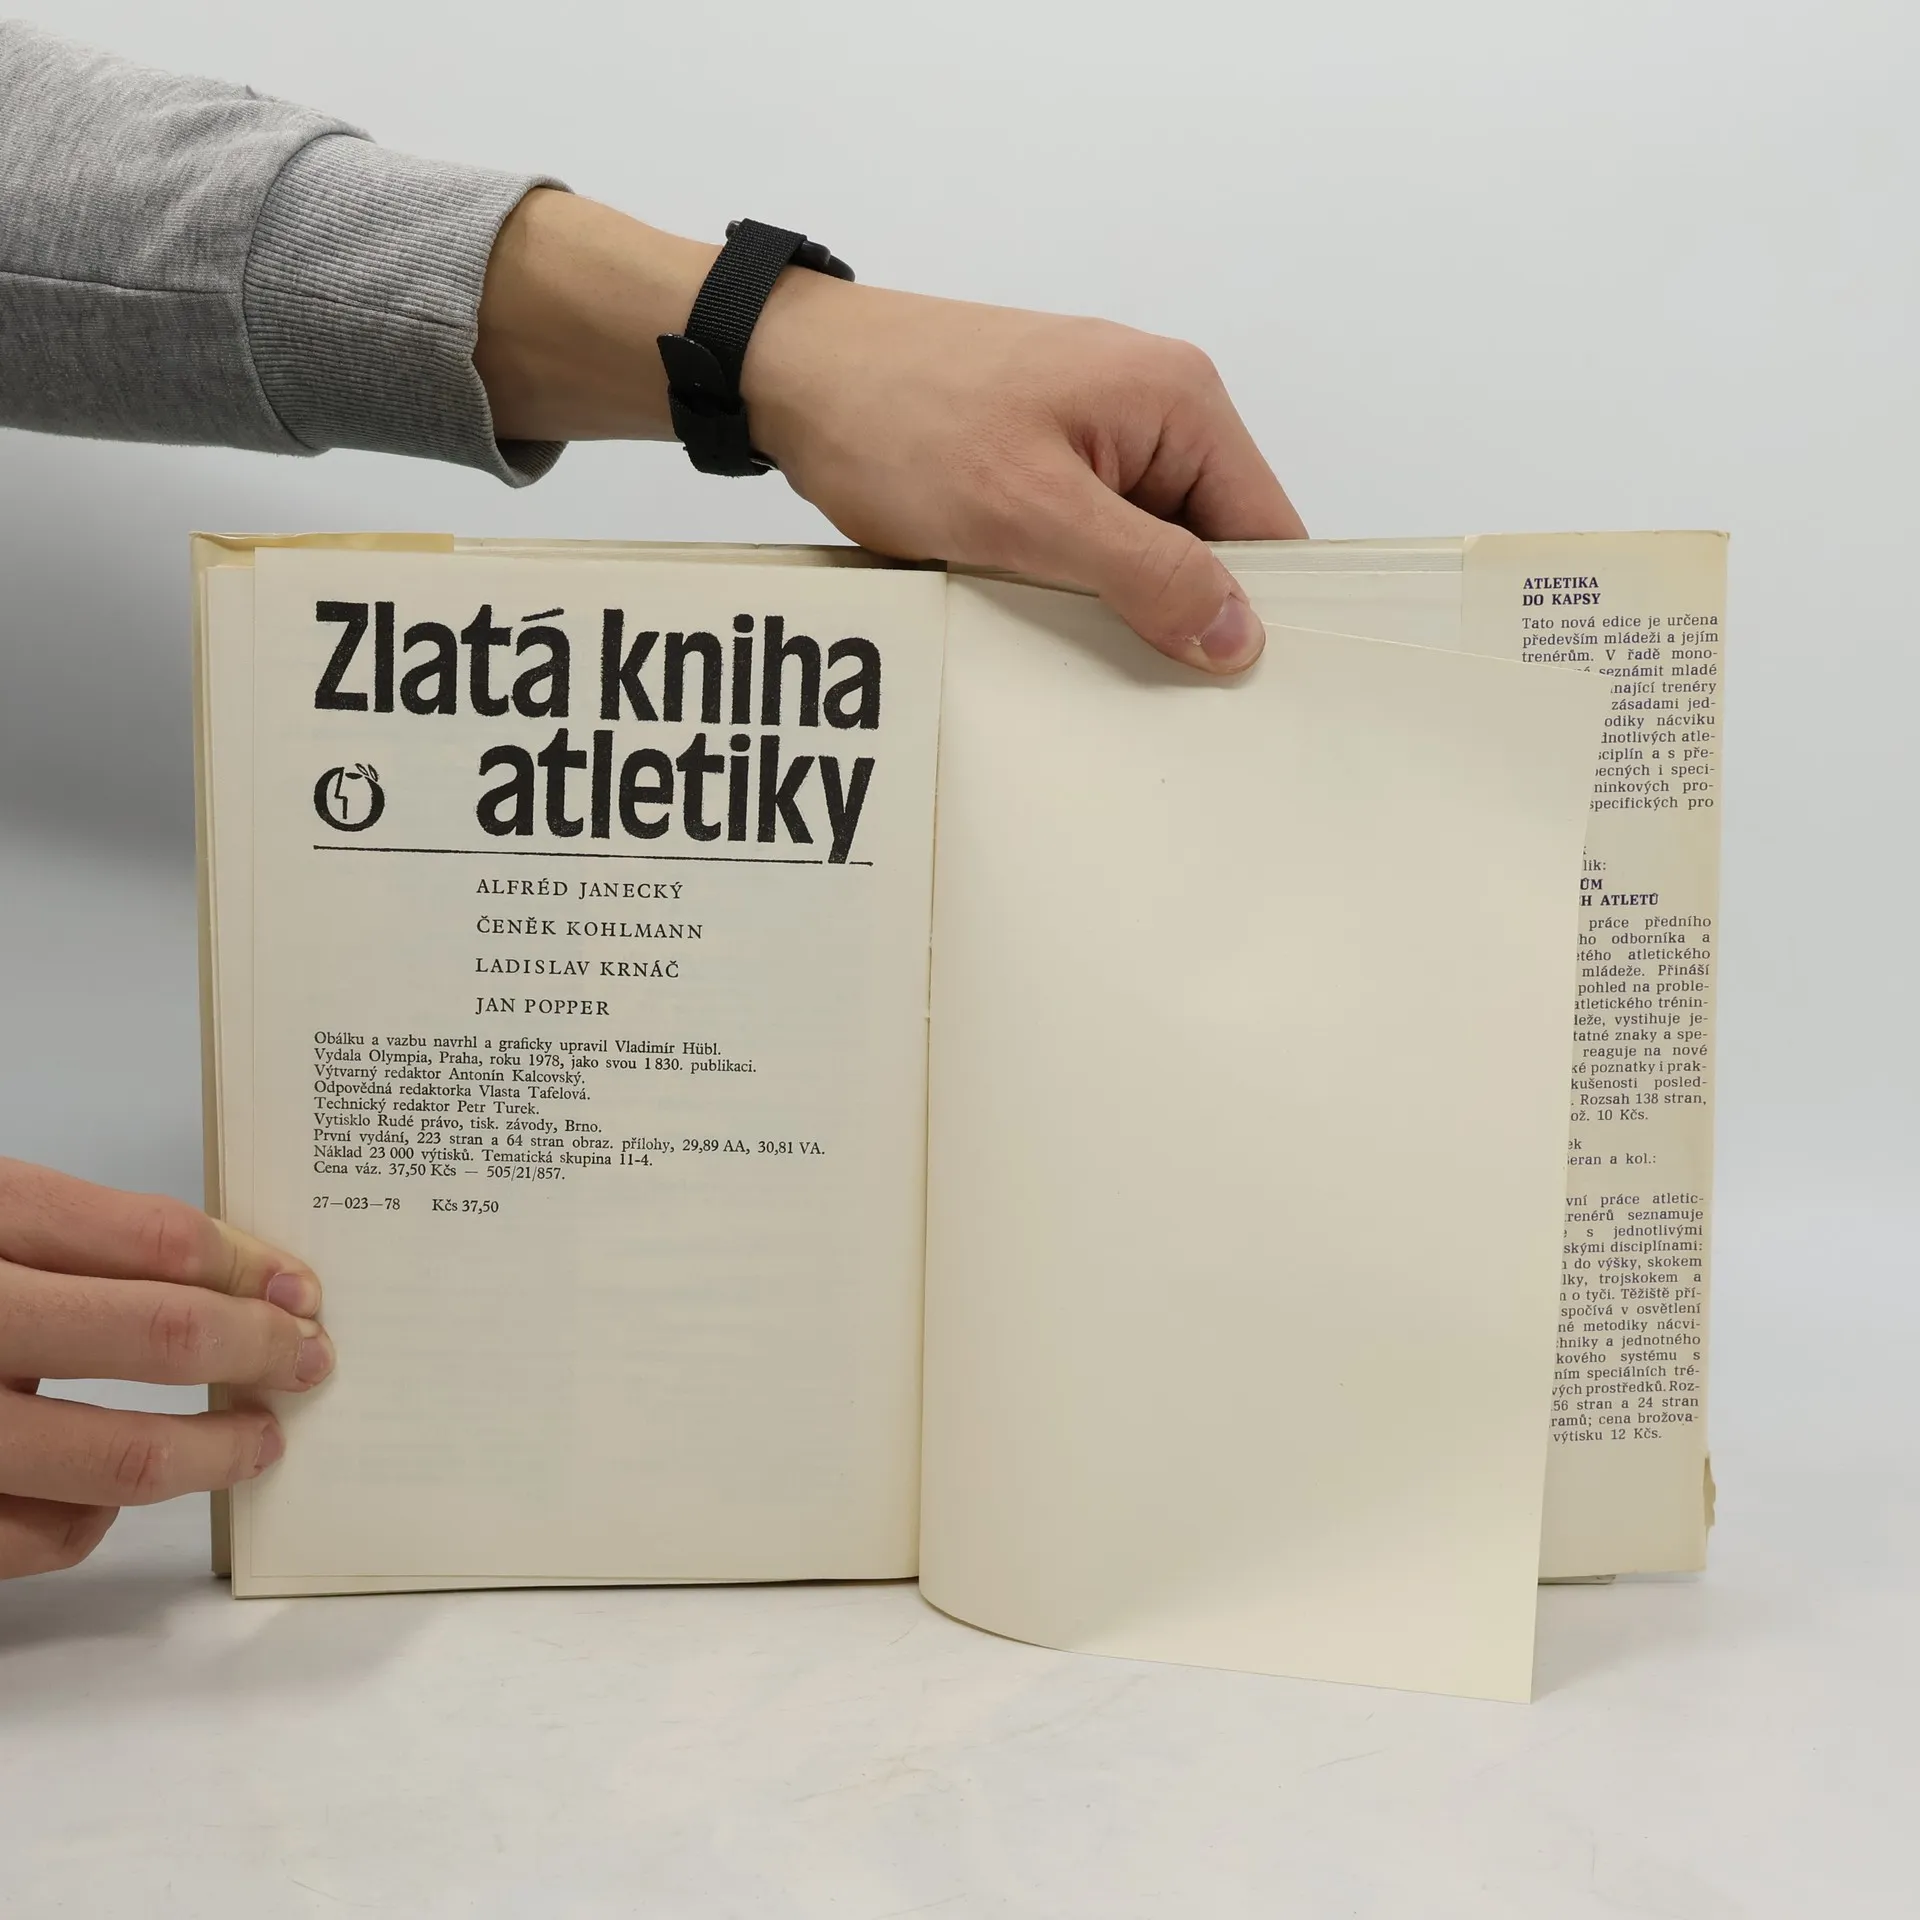 Zlatá kniha
atletiky
ALFRÉD JANECKÝ
ČENĚK KOHLMANN
LADISLAV KRNÁČ
JAN POPPER
Obálku a vazbu navrhl a graficky upravil Vladimír Hübl.
Vydala Olympia, Praha, roku 1978, jako svou 1 830. publikaci.
Výtvarný redaktor Antonín Kalcovský.
Odpovědná redaktorka Vlasta Tafelová.
Technický redaktor Petr Turek.
Vytisklo Rudé právo, tisk. závody, Brno.
První vydání, 223 stran a 64 stran obraz. přílohy, 29,89 AA, 30,81 VA.
Náklad 23 000 výtisků. Tematická skupina 11-4.
Cena váz. 37,50 Kčs — 505/21/857.
27—023—78 Kčs 37,50
ATLETIKA
DO KAPSY
Tato nová edice je určena
především mládeži a jejím
trenérům. V řadě mono-
seznámit mladé
trenéry
zásadami jed-
nácviku
atle-
a s pře-
i speci-
pro-
pro
ATLETŮ
práce předního
odborníka a
atletického
mládeže. Přináší
pohled na proble-
trénin-
vystihuje je-
znaky a spe-
reaguje na nové
poznatky i prak-
posled-
Rozsah 138 stran,
10 Kčs.
a kol.:
práce atletic-
seznamuje
s jednotlivými
disciplínami:
do výšky, skokem
trojskokem a
o tyči. Těžiště pří-
spočívá v osvětlení
metodiky nácvi-
a jednotného
systému s
speciálních tré-
prostředků. Roz-
56 stran a 24 stran
cena brožova-
výtisku 12 Kčs.